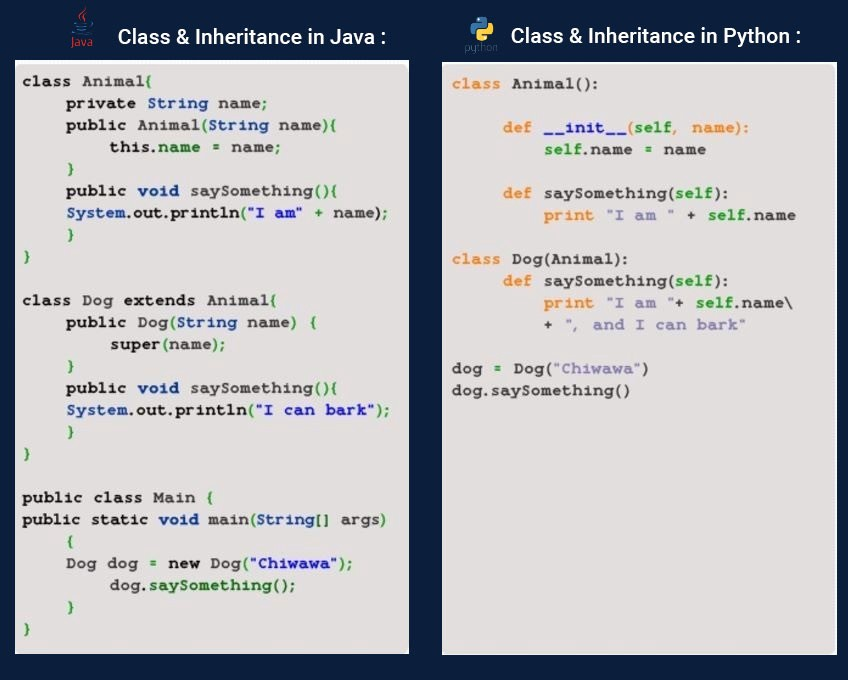 Java
Class & Inheritance in Java :
class Animal{
private String name;
public Animal(String name){
this.name = name;
}
public void saySomething(){
System.out.println("I am" + name);
}
}
class Dog extends Animal{
public Dog(String name) {
super(name);
}
public void saySomething(){
System.out.println("I can bark");
}
}
public class Main {
public static void main(String[] args)
{
Dog dog = new Dog("Chiwawa");
dog.saySomething();
}
}
python
Class & Inheritance in Python :
class Animal():
def __init__(self, name):
self.name = name
def saySomething(self):
print "I am " + self.name
class Dog(Animal):
def saySomething(self):
print "I am "+ self.name\
+ ", and I can bark"
dog = Dog("Chiwawa")
dog.saySomething()